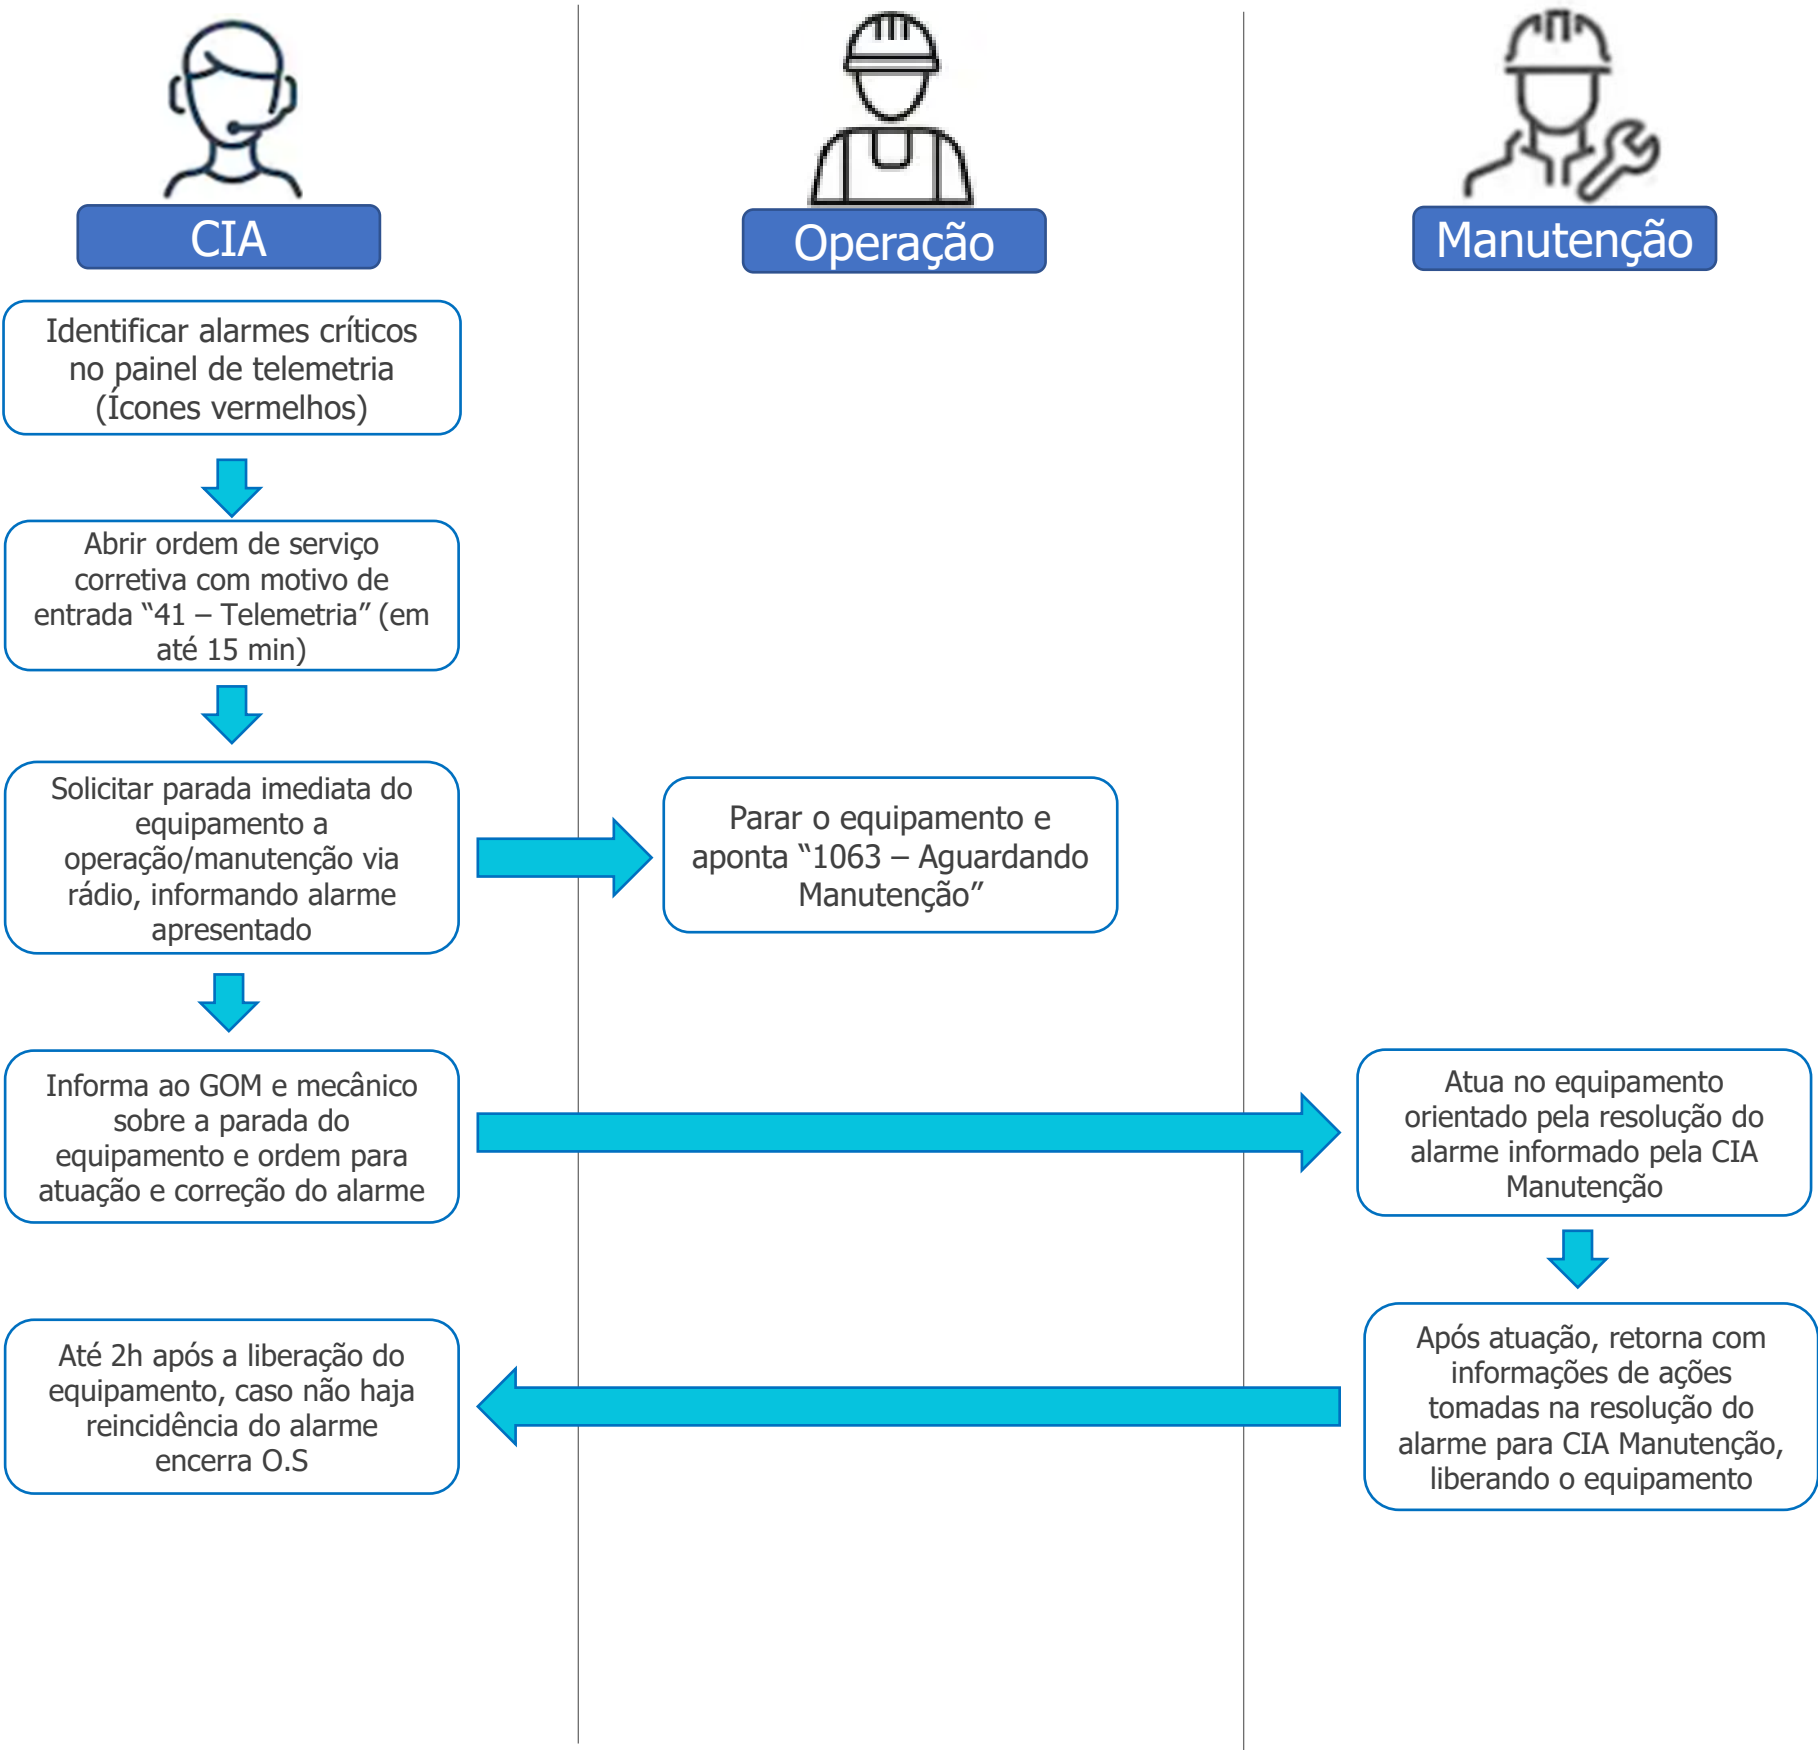 CIA
Operação
Manutenção
Identificar alarmes críticos
no painel de telemetria
(Ícones vermelhos)
Abrir ordem de serviço
corretiva com motivo de
entrada “41 – Telemetria” (em
até 15 min)
Solicitar parada imediata do
equipamento a
operação/manutenção via
rádio, informando alarme
apresentado
Parar o equipamento e
aponta “1063 – Aguardando
Manutenção”
Informa ao GOM e mecânico
sobre a parada do
equipamento e ordem para
atuação e correção do alarme
Atua no equipamento
orientado pela resolução do
alarme informado pela CIA
Manutenção
Após atuação, retorna com
informações de ações
tomadas na resolução do
alarme para CIA Manutenção,
liberando o equipamento
Até 2h após a liberação do
equipamento, caso não haja
reincidência do alarme
encerra O.S